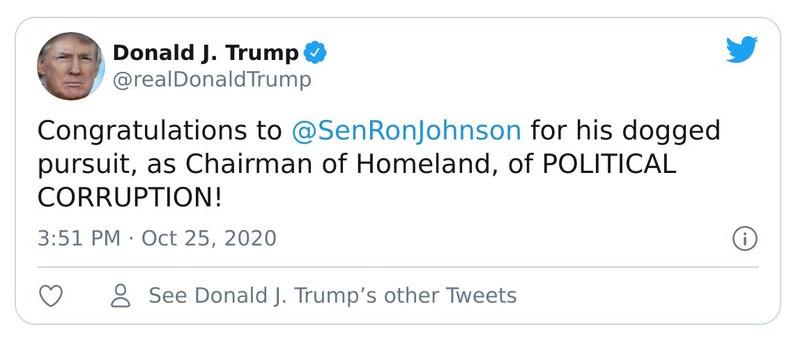 Donald J. Trump
@realDonaldTrump
Congratulations to @SenRonJohnson for his dogged
pursuit, as Chairman of Homeland, of POLITICAL
CORRUPTION!
3:51 PM · Oct 25, 2020
See Donald J. Trump’s other Tweets